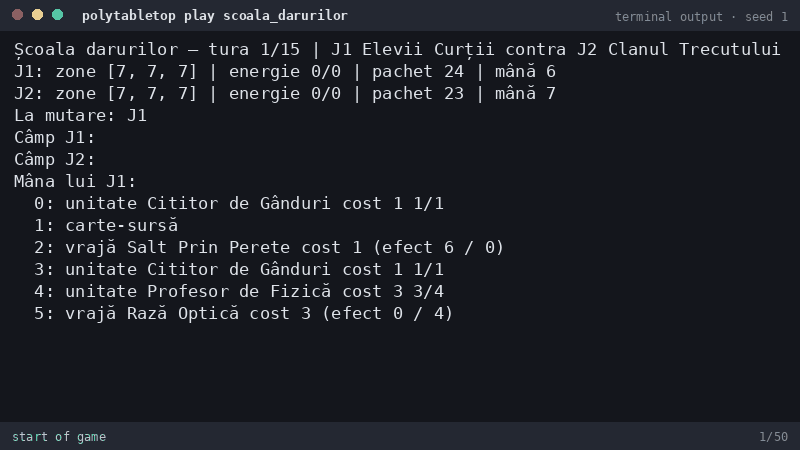 polytabletop play scoala_darurilor
terminal output · seed 1
Școala darurilor — tura 1/15 | J1 Elevii Curții contra J2 Clanul Trecutului
J1: zone [7, 7, 7] | energie 0/0 | pachet 24 | mână 6
J2: zone [7, 7, 7] | energie 0/0 | pachet 23 | mână 7
La mutare: J1
Câmp J1:
Câmp J2:
Mâna lui J1:
0: unitate Cititor de Gânduri cost 1 1/1
1: carte-sursă
2: vrajă Salt Prin Perete cost 1 (efect 6 / 0)
3: unitate Cititor de Gânduri cost 1 1/1
4: unitate Profesor de Fizică cost 3 3/4
5: vrajă Rază Optică cost 3 (efect 0 / 4)
start of game
1/50